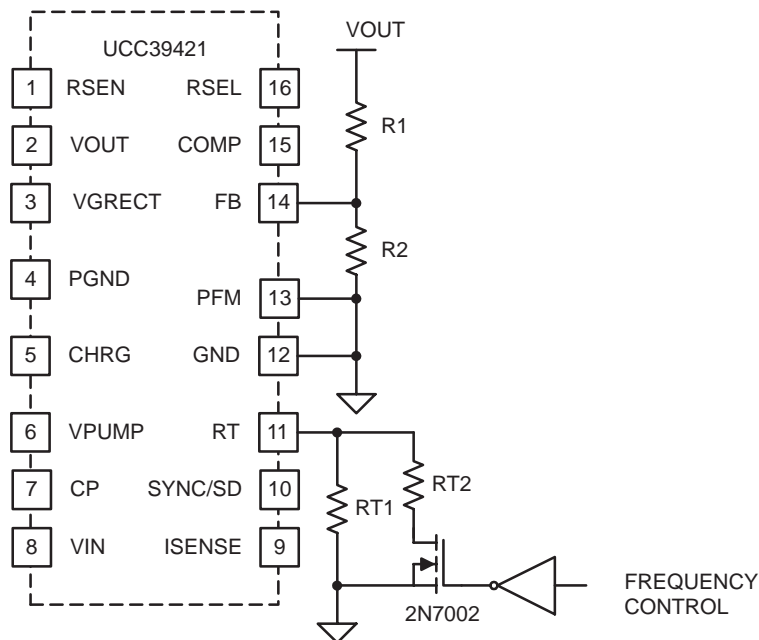 UCC39421
VOUT
1 RSEN RSEL 16
R1
2 VOUT COMP 15
3 VGRECT FB 14
R2
4 PGND
PFM 13
5 CHRG GND 12
6 VPUMP RT 11
RT2
7 CP SYNC/SD 10
RT1
8 VIN ISENSE 9
2N7002
FREQUENCY
CONTROL